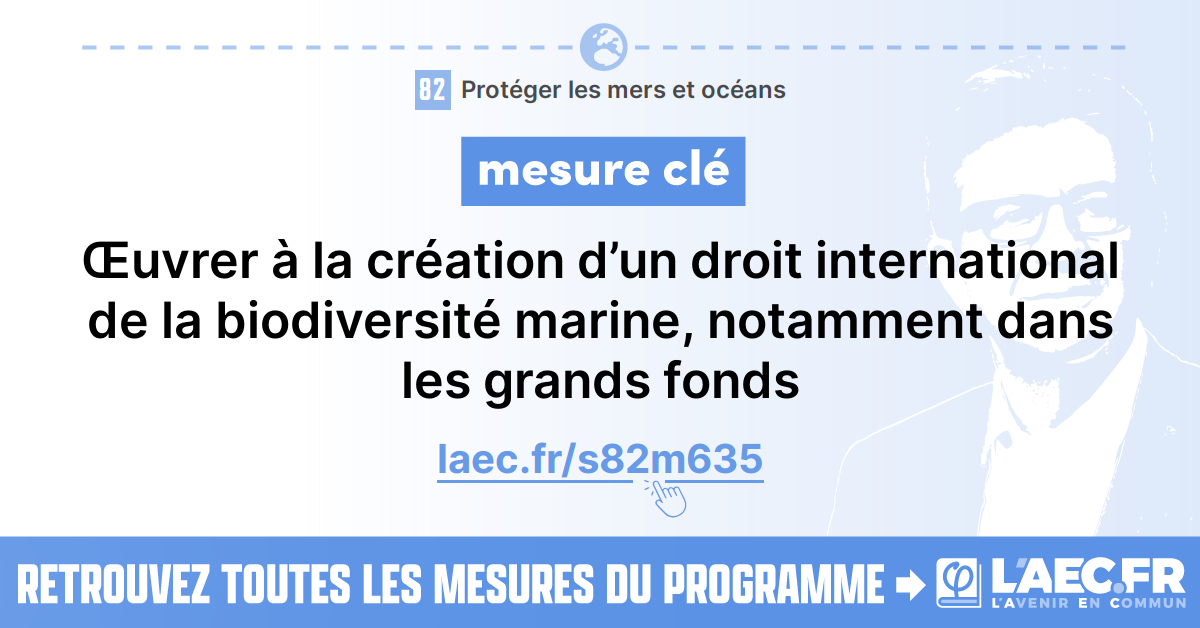 82 Protéger les mers et océans
mesure clé
Œuvrer à la création d’un droit international
de la biodiversité marine, notamment dans
les grands fonds
laec.fr/s82m635
RETROUVEZ TOUTES LES MESURES DU PROGRAMME
φ L'AEC.FR
L'AVENIR EN COMMUN